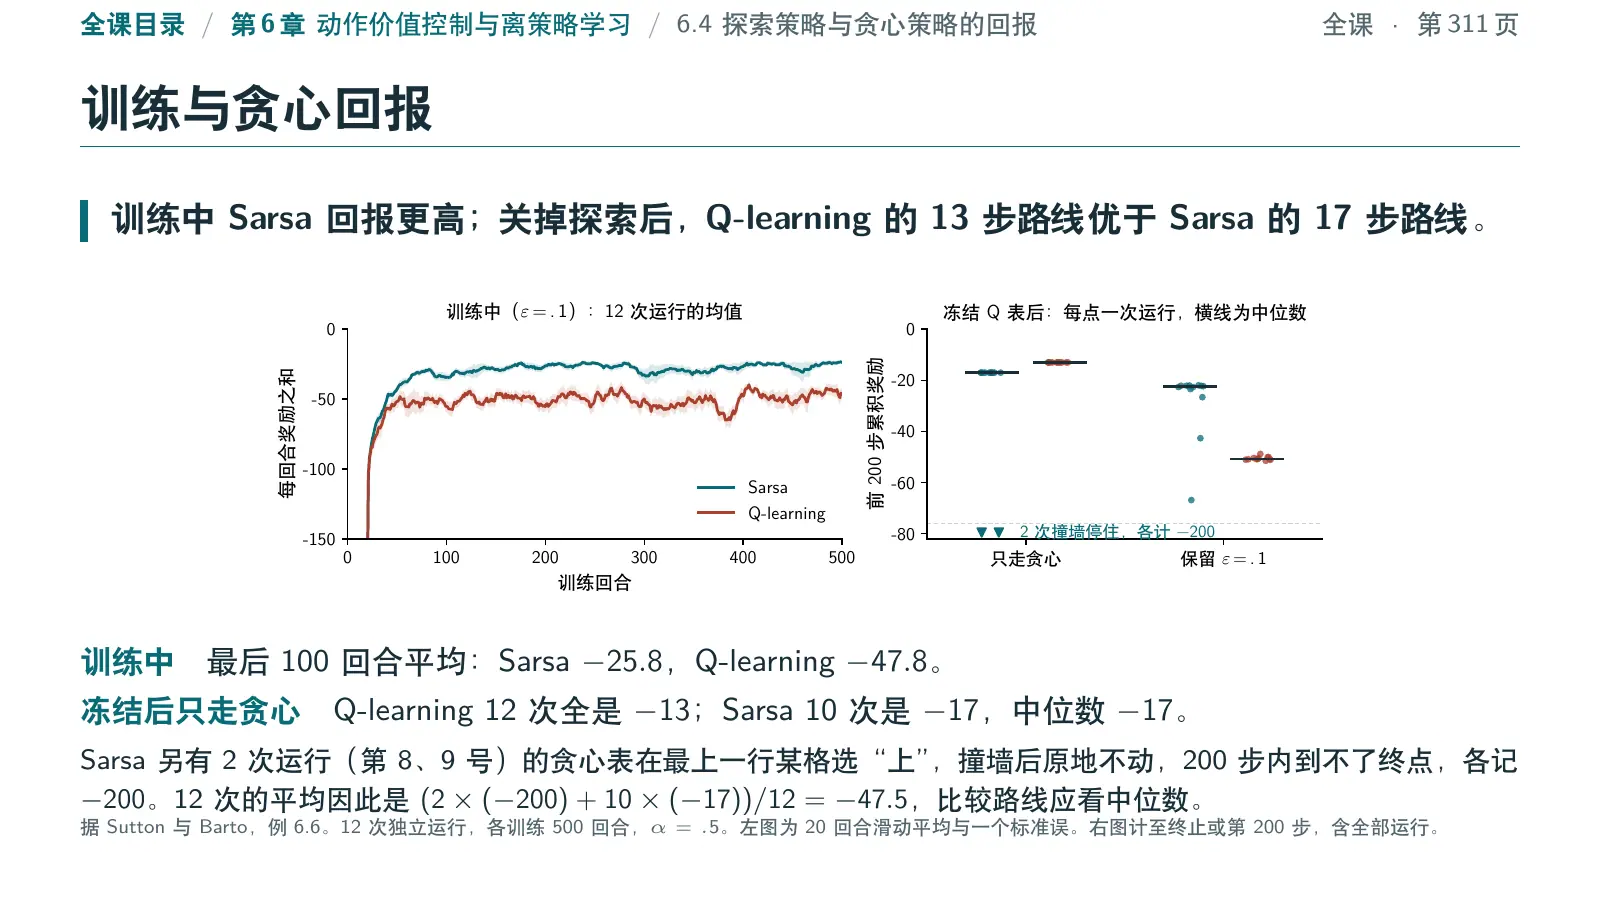 全课目录 / 第 6 章 动作价值控制与离策略学习 / 6.4 探索策略与贪心策略的回报
全课 · 第 311 页
训练与贪心回报
训练中 Sarsa 回报更高；关掉探索后，Q-learning 的 13 步路线优于 Sarsa 的 17 步路线。
训练中（ε=.1）：12 次运行的均值
每回合奖励之和
0
-50
-100
-150
Sarsa
Q-learning
0 100 200 300 400 500
训练回合
冻结 Q 表后：每点一次运行，横线为中位数
前 200 步累积奖励
0
-20
-40
-60
-80
2 次撞墙停住，各计 −200
只走贪心 保留 ε=.1
训练中 最后 100 回合平均：Sarsa −25.8，Q-learning −47.8。
冻结后只走贪心 Q-learning 12 次全是 −13；Sarsa 10 次是 −17，中位数 −17。
Sarsa 另有 2 次运行（第 8、9 号）的贪心表在最上一行某格选“上”，撞墙后原地不动，200 步内到不了终点，各记
−200。12 次的平均因此是 (2 × (−200) + 10 × (−17))/12 = −47.5，比较路线应看中位数。
据 Sutton 与 Barto，例 6.6。12 次独立运行，各训练 500 回合，α = .5。左图为 20 回合滑动平均与一个标准误。右图计至终止或第 200 步，含全部运行。